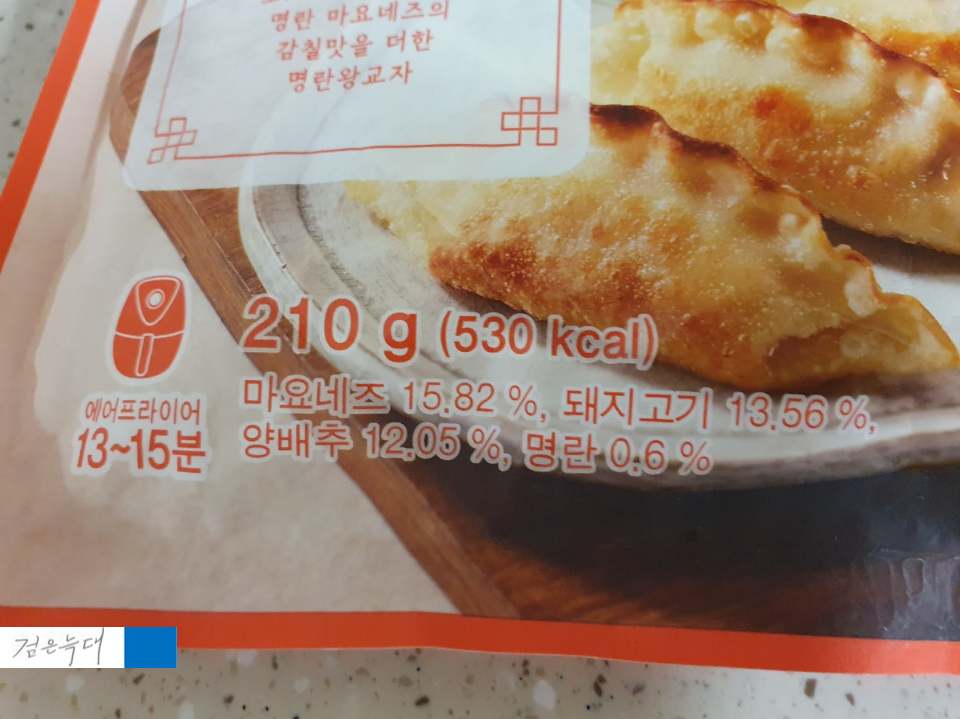 명란 마요네즈의
감칠맛을 더한
명란왕교자
210 g (530 kcal)
마요네즈 15.82 %, 돼지고기 13.56 %,
양배추 12.05 %, 명란 0.6 %
에어프라이어
13~15분
검은늑대